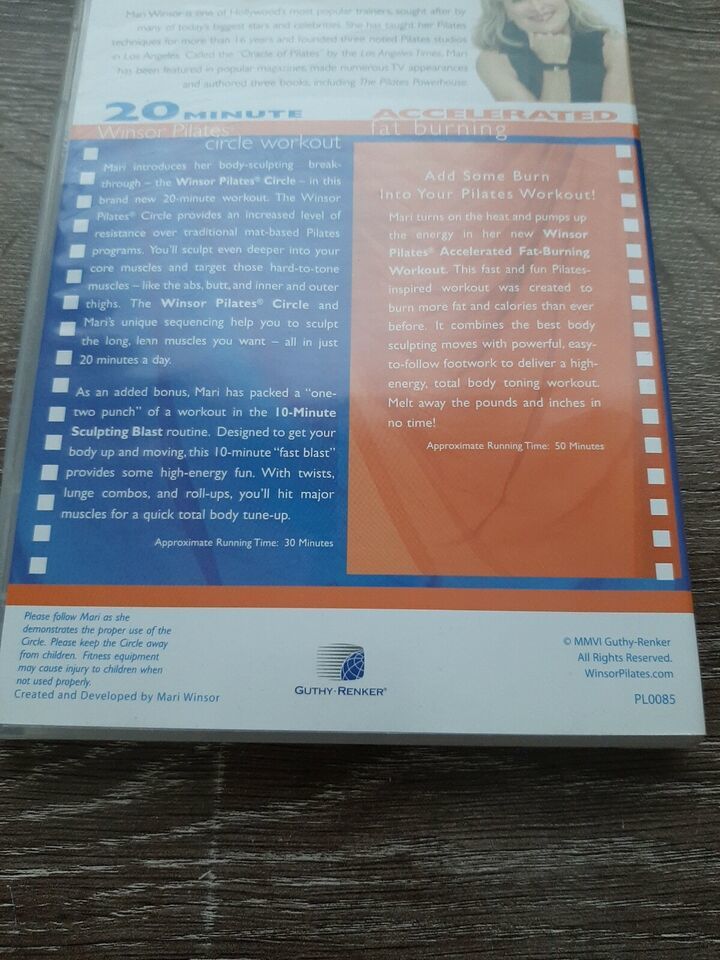 Mari Winsor is one of Hollywood's most popular trainers, sought after by
many of today's biggest stars and celebrities. She has taught her Pilates
techniques for more than 16 years and founded three noted Pilates studios
in Los Angeles. Called the "Oracle of Pilates" by the Los Angeles Times, Mari
has been featured in popular magazines, made numerous TV appearances
and authored three books, including The Pilates Powerhouse.
20 MINUTE
Winsor Pilates®
circle workout
Mari introduces her body-sculpting break-
through – the Winsor Pilates® Circle – in this
brand new 20-minute workout. The Winsor
Pilates® Circle provides an increased level of
resistance over traditional mat-based Pilates
programs. You'll sculpt even deeper into your
core muscles and target those hard-to-tone
muscles – like the abs, butt, and inner and outer
thighs. The Winsor Pilates® Circle and
Mari's unique sequencing help you to sculpt
the long, lean muscles you want – all in just
20 minutes a day.
As an added bonus, Mari has packed a "one-
two punch" of a workout in the 10-Minute
Sculpting Blast routine. Designed to get your
body up and moving, this 10-minute "fast blast"
provides some high-energy fun. With twists,
lunge combos, and roll-ups, you'll hit major
muscles for a quick total body tune-up.
Approximate Running Time: 30 Minutes
ACCELERATED
fat burning
Add Some Burn
Into Your Pilates Workout!
Mari turns on the heat and pumps up
the energy in her new Winsor
Pilates® Accelerated Fat-Burning
Workout. This fast and fun Pilates-
inspired workout was created to
burn more fat and calories than ever
before. It combines the best body
sculpting moves with powerful, easy-
to-follow footwork to deliver a high-
energy, total body toning workout.
Melt away the pounds and inches in
no time!
Approximate Running Time: 50 Minutes
Please follow Mari as she
demonstrates the proper use of the
Circle. Please keep the Circle away
from children. Fitness equipment
may cause injury to children when
not used properly.
Created and Developed by Mari Winsor
GUTHY-RENKER®
© MMVI Guthy-Renker
All Rights Reserved.
WinsorPilates.com
PL0085